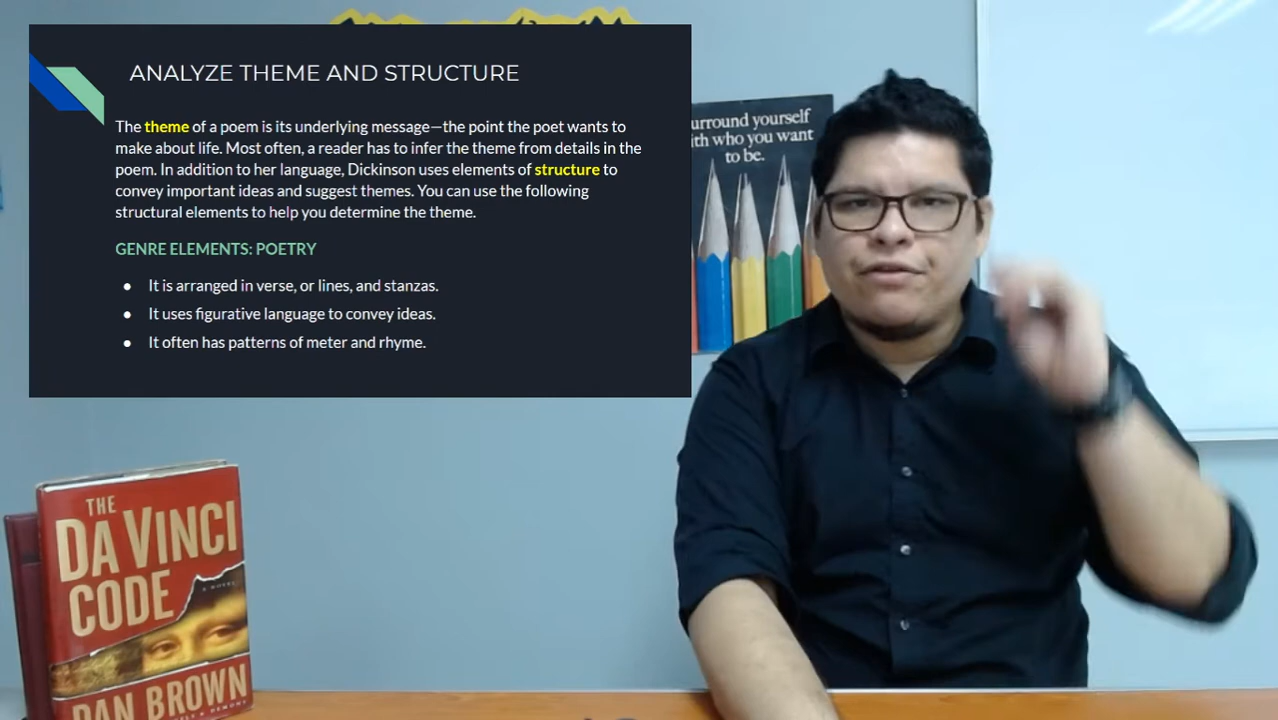 ANALYZE THEME AND STRUCTURE
The theme of a poem is its underlying message—the point the poet wants to
make about life. Most often, a reader has to infer the theme from details in the
poem. In addition to her language, Dickinson uses elements of structure to
convey important ideas and suggest themes. You can use the following
structural elements to help you determine the theme.
GENRE ELEMENTS: POETRY
● It is arranged in verse, or lines, and stanzas.
● It uses figurative language to convey ideas.
● It often has patterns of meter and rhyme.
urround yourself
ith who you want
to be.
THE
DA VINCI
CODE
A NOVEL
DAN BROWN